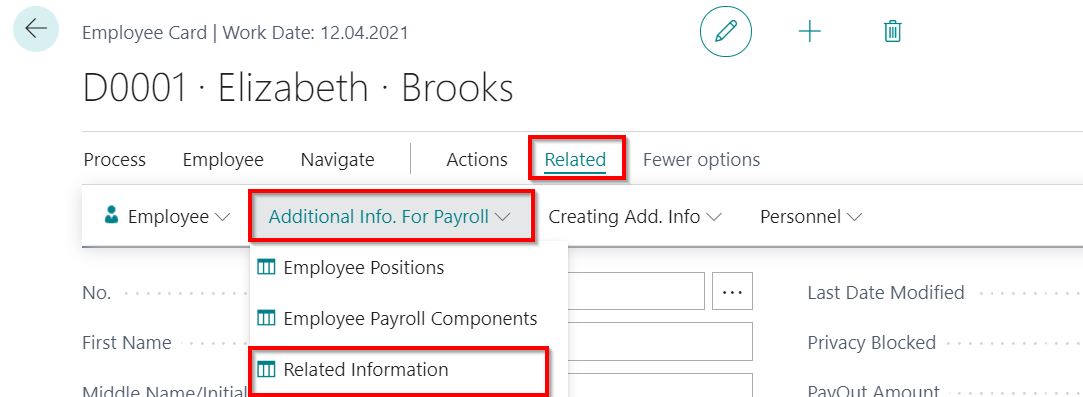 Employee Card | Work Date: 12.04.2021
D0001 · Elizabeth · Brooks
Process Employee Navigate Actions Related Fewer options
Employee Additional Info. For Payroll Creating Add. Info Personnel
Employee Positions
No. ... Last Date Modified
Employee Payroll Components
First Name Privacy Blocked
Related Information
Middle Name/Initial PayOut Amount